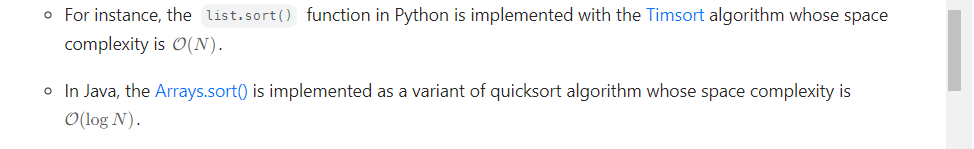 For instance, the list.sort() function in Python is implemented with the Timsort algorithm whose space
complexity is O(N).
In Java, the Arrays.sort() is implemented as a variant of quicksort algorithm whose space complexity is
O(log N).